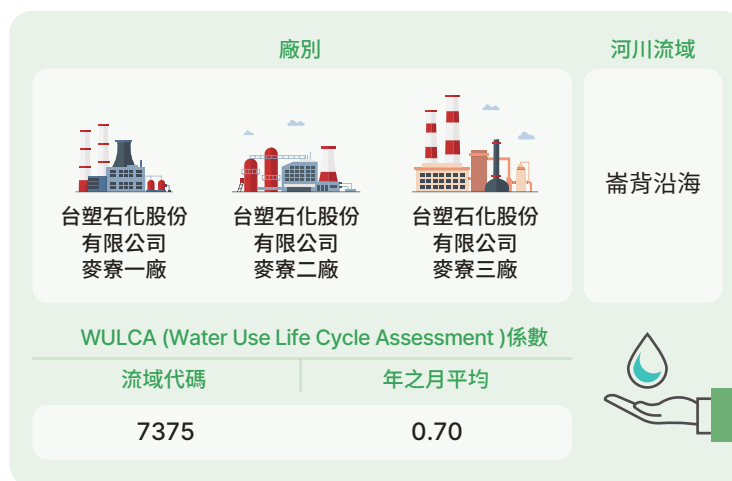 廠別
河川流域
台塑石化股份
有限公司
麥寮一廠
台塑石化股份
有限公司
麥寮二廠
台塑石化股份
有限公司
麥寮三廠
崙背沿海
WULCA (Water Use Life Cycle Assessment )係數
流域代碼
年之月平均
7375
0.70